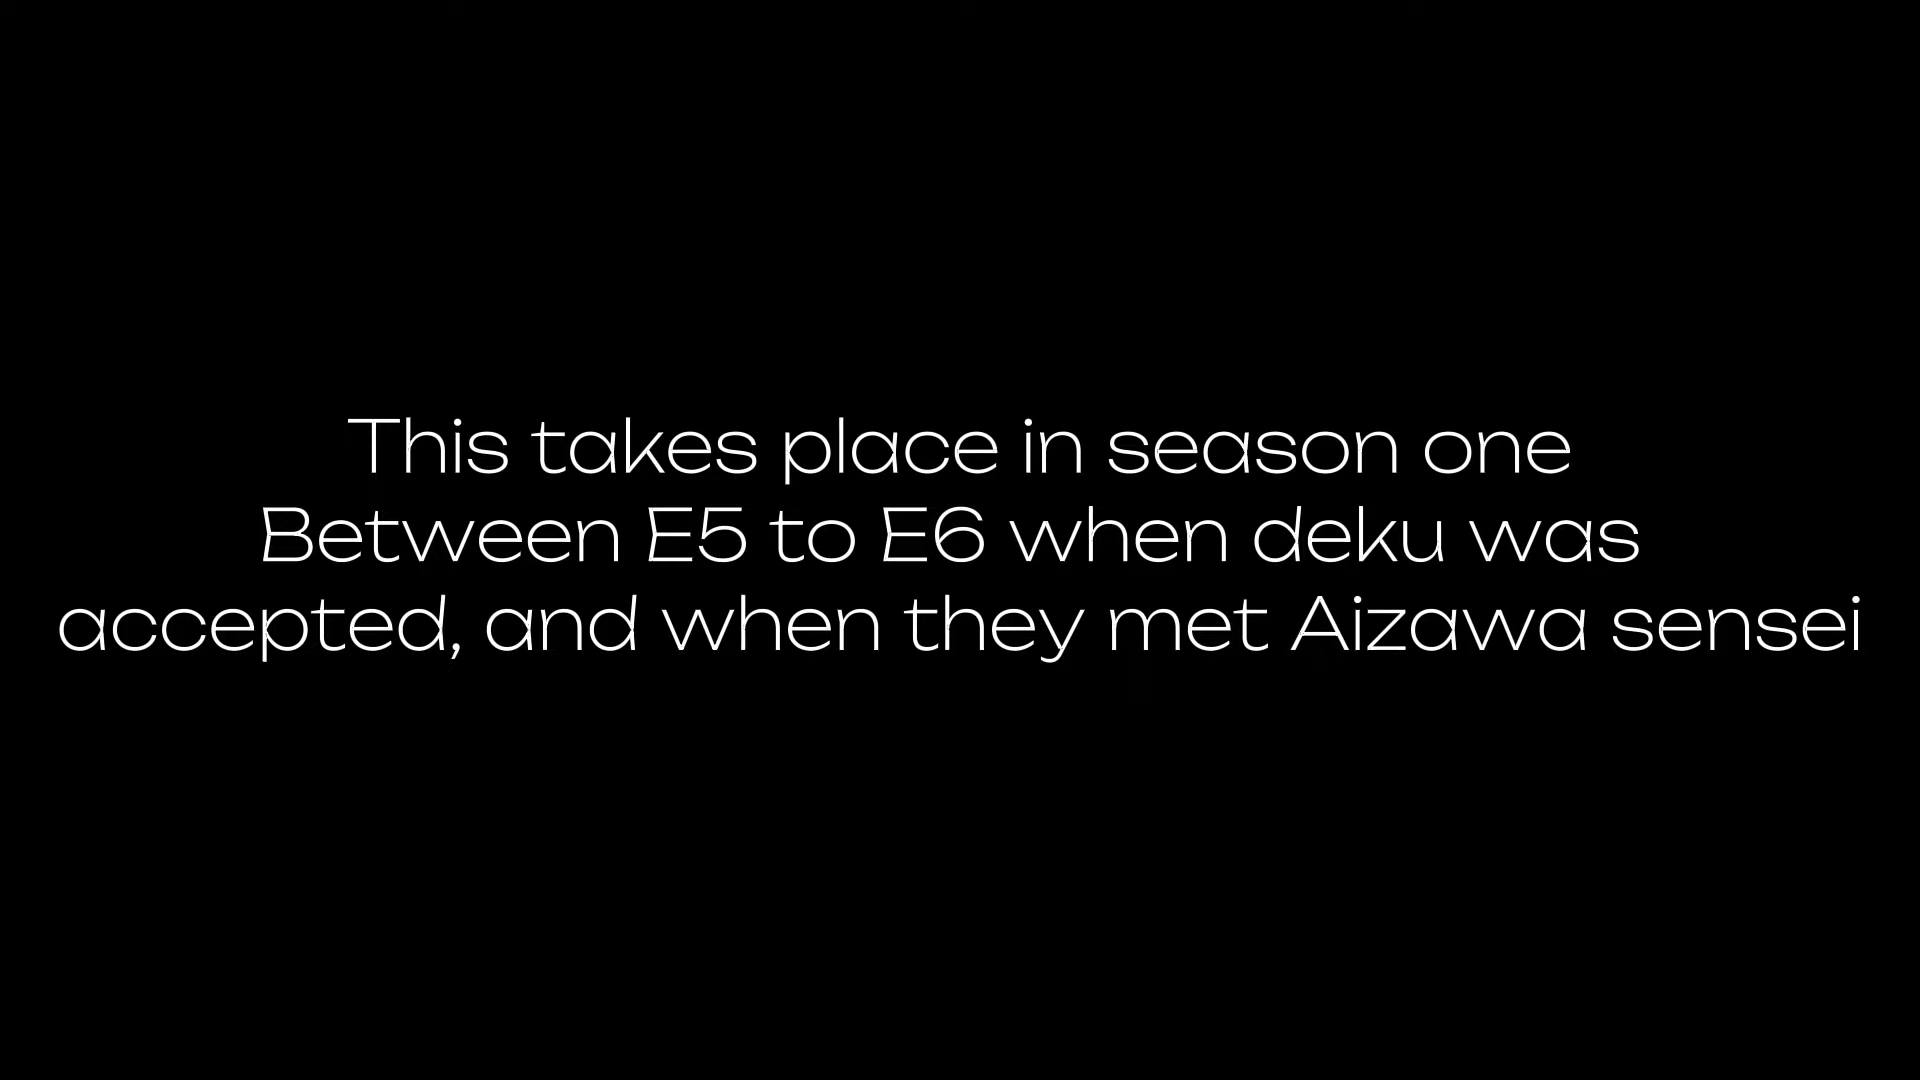 This takes place in season one
Between E5 to E6 when deku was
accepted, and when they met Aizawa sensei